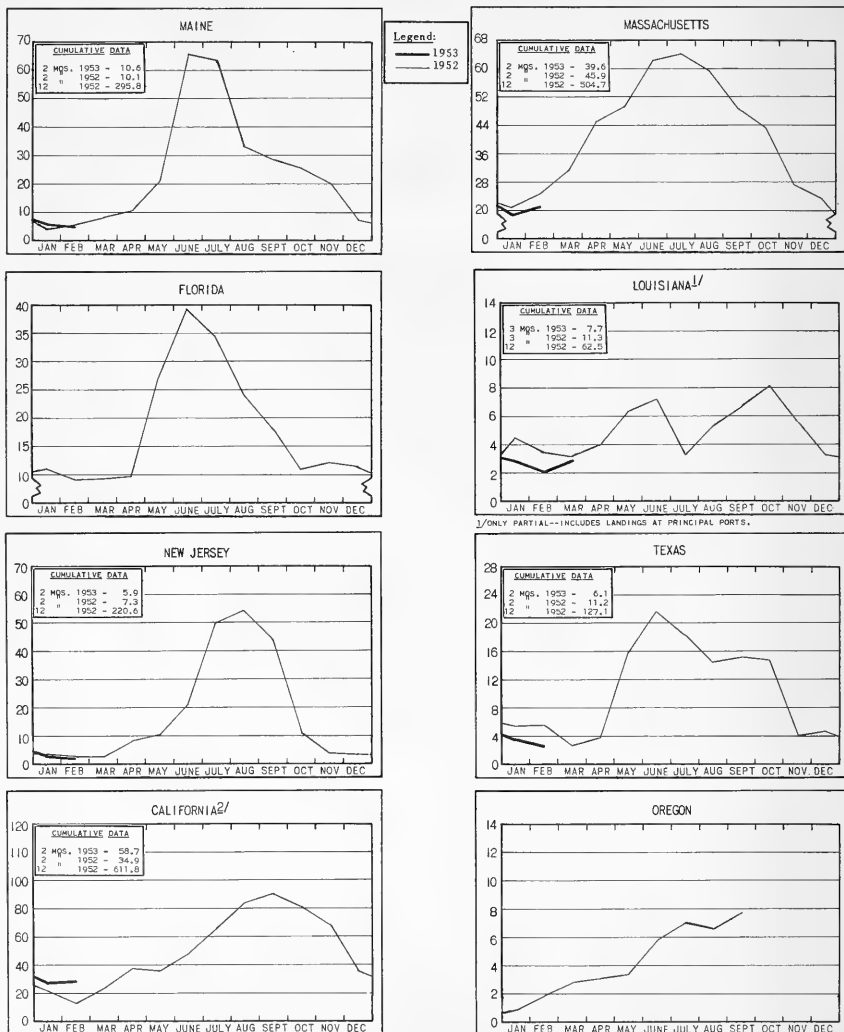 MAINE
70
60
50
40
30
20
10
0
CUMULATIVE DATA
2 MOS. 1953 - 10.6
2 " 1952 - 10.1
12 1952 - 295.8
JAN FEB MAR APR MAY JUNE JULY AUG SEPT OCT NOV DEC
Legend:
1953
1952
MASSACHUSETTS
68
60
52
44
36
28
20
0
CUMULATIVE DATA
2 MOS. 1953 - 39.6
2 " 1952 - 45.9
12 1952 - 504.7
JAN FEB MAR APR MAY JUNE JULY AUG SEPT OCT NOV DEC
FLORIDA
40
35
30
25
20
15
10
0
JAN FEB MAR APR MAY JUNE JULY AUG SEPT OCT NOV DEC
LOUISIANA1/
14
12
10
8
6
4
2
0
CUMULATIVE DATA
3 MOS. 1953 - 7.7
3 " 1952 - 11.3
12 1952 - 62.5
JAN FEB MAR APR MAY JUNE JULY AUG SEPT OCT NOV DEC
1/ONLY PARTIAL--INCLUDES LANDINGS AT PRINCIPAL PORTS.
NEW JERSEY
70
60
50
40
30
20
10
0
CUMULATIVE DATA
2 MOS. 1953 - 5.9
2 " 1952 - 7.3
12 1952 - 220.6
JAN FEB MAR APR MAY JUNE JULY AUG SEPT OCT NOV DEC
TEXAS
28
24
20
16
12
8
4
0
CUMULATIVE DATA
2 MOS. 1953 - 6.1
2 " 1952 - 11.2
12 1952 - 127.1
JAN FEB MAR APR MAY JUNE JULY AUG SEPT OCT NOV. DEC
CALIFORNIA2/
120
110
100
80
60
40
20
0
CUMULATIVE DATA
2 MOS. 1953 - 58.7
2 " 1952 - 34.9
12 " 1952 - 611.8
JAN FEB MAR APR MAY JUNE JULY AUG SEPT OCT NOV DEC
OREGON
14
12
10
8
6
4
2
0
JAN FEB MAR APR MAY JUNE JULY AUG SEPT OCT NOV DEC